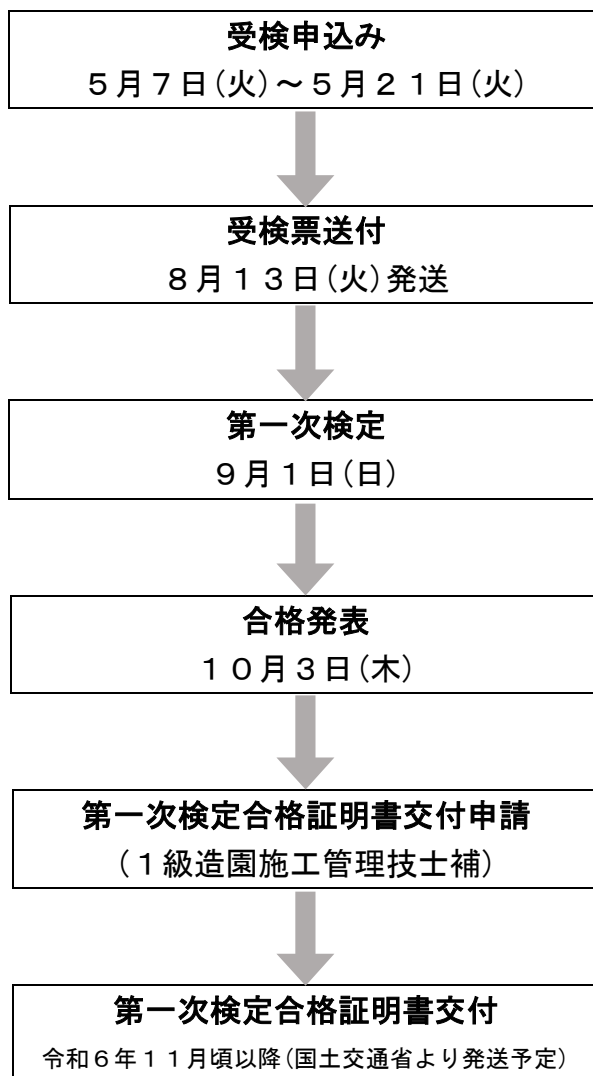 受検申込み
５月７日(火)～５月２１日(火)
受検票送付
８月１３日(火)発送
第一次検定
９月１日(日)
合格発表
１０月３日(木)
第一次検定合格証明書交付申請
(１級造園施工管理技士補)
第一次検定合格証明書交付
令和６年１１月頃以降(国土交通省より発送予定)